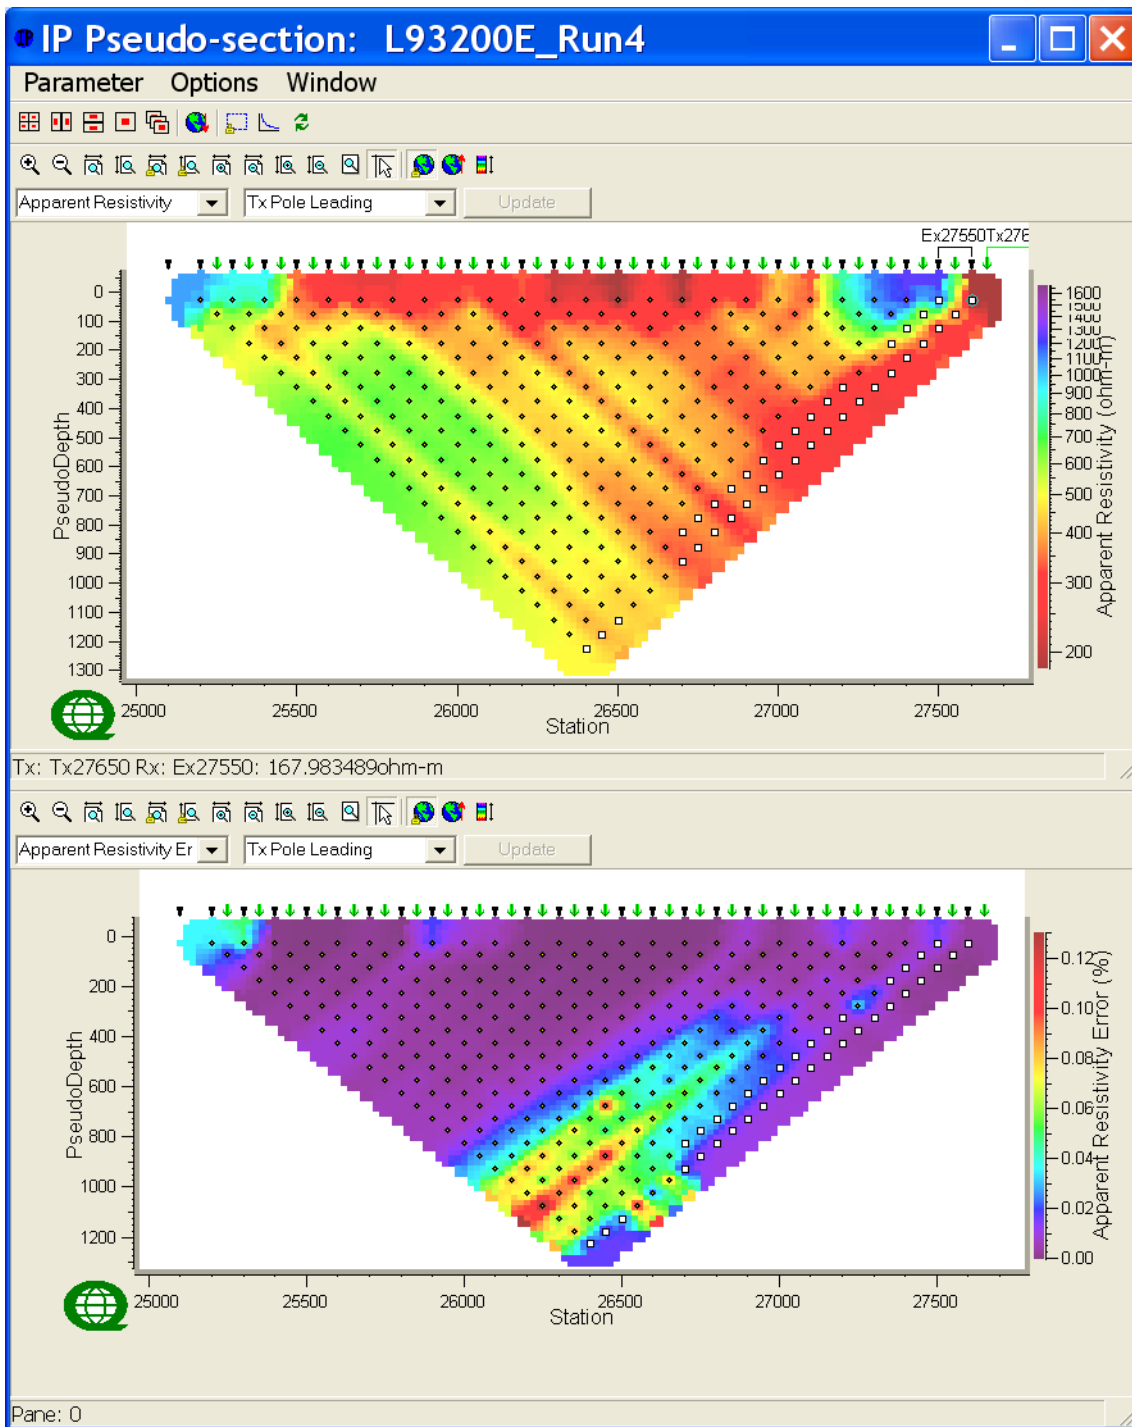 IP Pseudo-section: L93200E_Run4
Parameter Options Window
Apparent Resistivity Tx Pole Leading Update
Ex27550Tx276
0
100
200
300
400
500
600
700
800
900
1000
1100
1200
1300
PseudoDepth
25000 25500 26000 26500 27000 27500
Station
1600
1500
1300
1100
1000
900
800
700
600
500
400
300
200
Apparent Resistivity (ohm-m)
Tx: Tx27650 Rx: Ex27550: 167.983489ohm-m
Apparent Resistivity Er Tx Pole Leading Update
0
200
400
600
800
1000
1200
PseudoDepth
25000 25500 26000 26500 27000 27500
Station
0.12
0.10
0.08
0.06
0.04
0.02
0.00
Apparent Resistivity Error (%)
Pane: 0